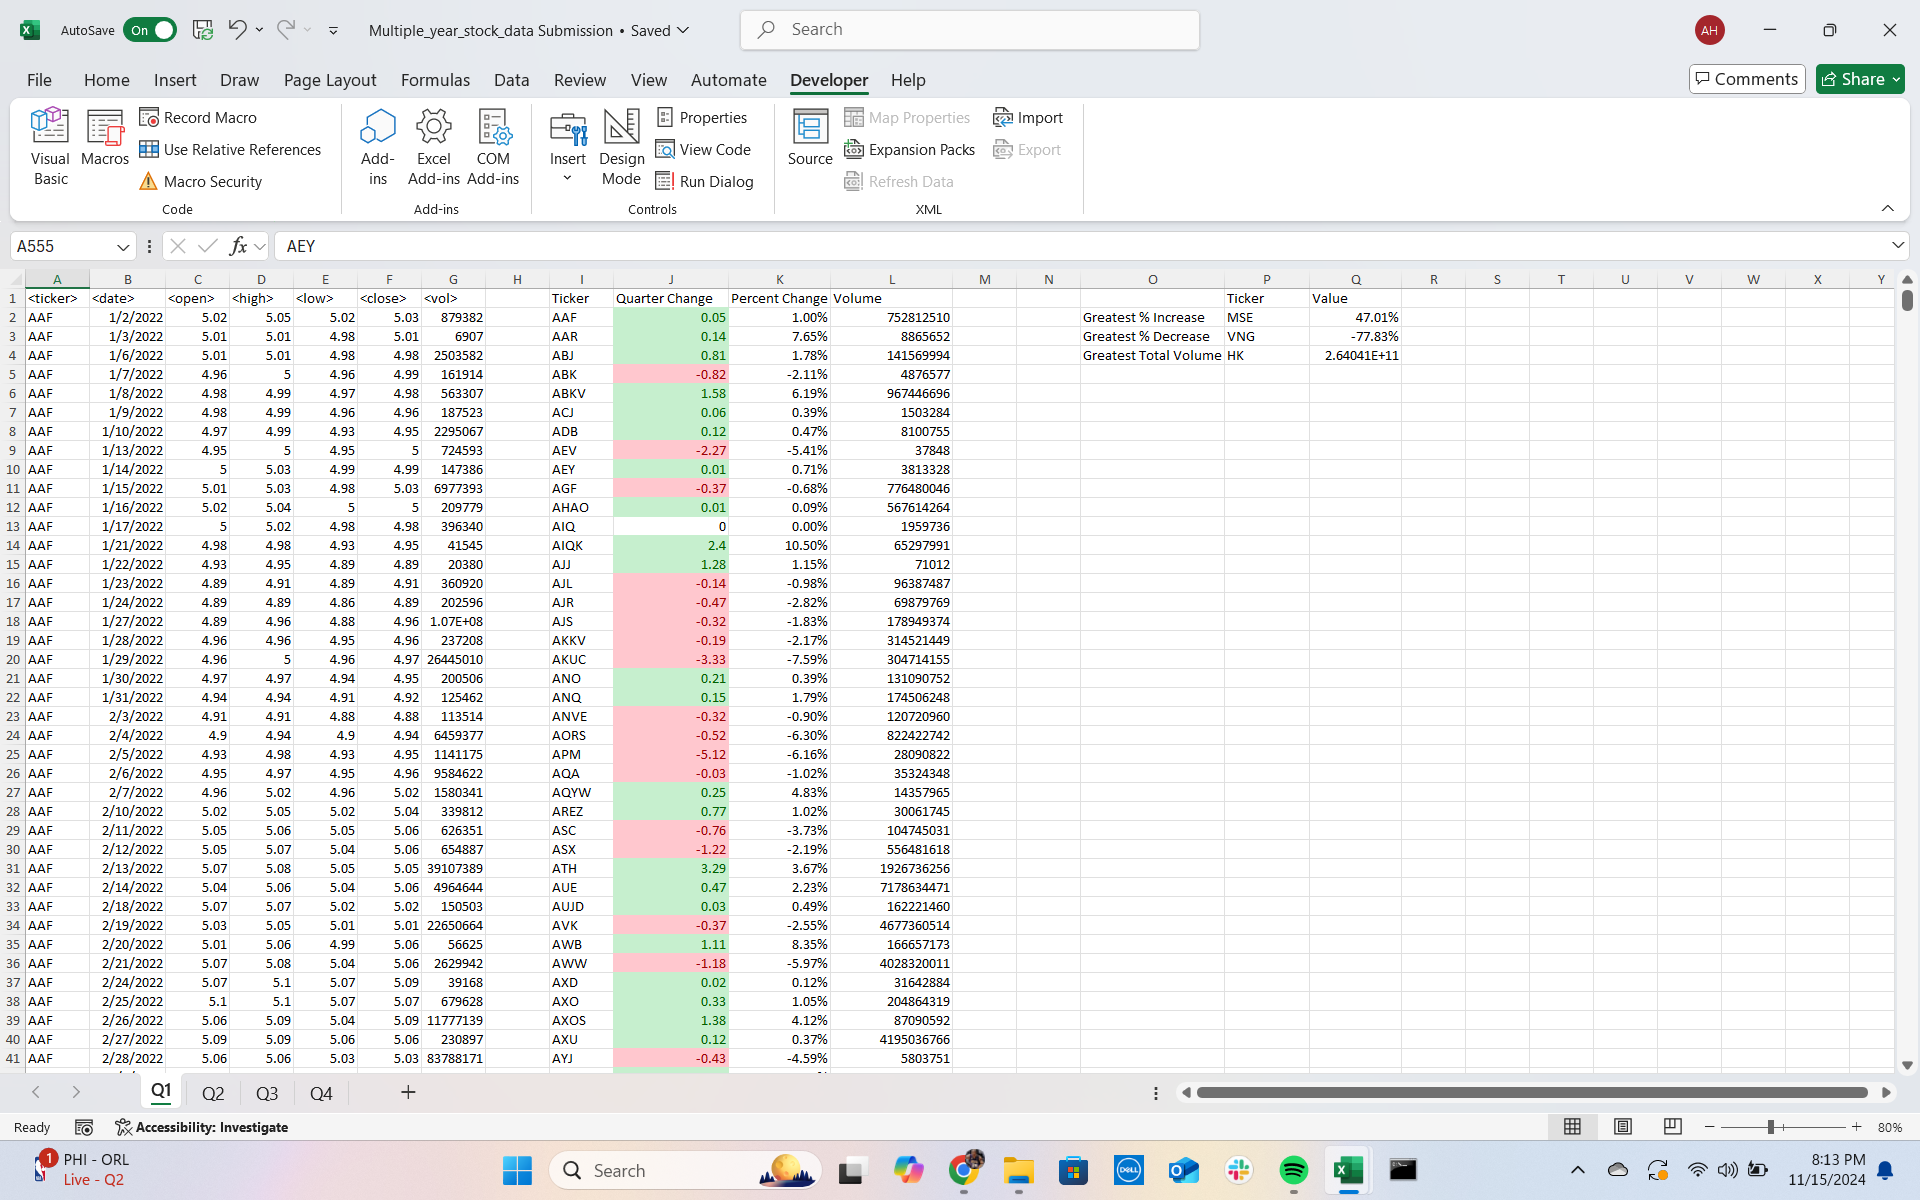 AutoSave On Multiple_year_stock_data Submission • Saved Search AH
File Home Insert Draw Page Layout Formulas Data Review View Automate Developer Help Comments Share
Visual Basic
Macros
Record Macro
Use Relative References
Macro Security
Code
Add-ins
Excel Add-ins
COM Add-ins
Add-ins
Insert
Design Mode
Properties
View Code
Run Dialog
Controls
Source
Map Properties
Expansion Packs
Refresh Data
Import
Export
XML
A555 fx AEY
A B C D E F G H I J K L M N O P Q R S T U V W X Y
1 <ticker> <date> <open> <high> <low> <close> <vol> Ticker Quarter Change Percent Change Volume Ticker Value
2 AAF 1/2/2022 5.02 5.05 5.02 5.03 879382 AAF 0.05 1.00% 752812510 Greatest % Increase MSE 47.01%
3 AAF 1/3/2022 5.01 5.01 4.98 5.01 6907 AAR 0.14 7.65% 8865652 Greatest % Decrease VNG -77.83%
4 AAF 1/6/2022 5.01 5.01 4.98 4.98 2503582 ABJ 0.81 1.78% 141569994 Greatest Total Volume HK 2.64041E+11
5 AAF 1/7/2022 4.96 5 4.96 4.99 161914 ABK -0.82 -2.11% 4876577
6 AAF 1/8/2022 4.98 4.99 4.97 4.98 563307 ABKV 1.58 6.19% 967446696
7 AAF 1/9/2022 4.98 4.99 4.96 4.96 187523 ACJ 0.06 0.39% 1503284
8 AAF 1/10/2022 4.97 4.99 4.93 4.95 2295067 ADB 0.12 0.47% 8100755
9 AAF 1/13/2022 4.95 5 4.95 5 724593 AEV -2.27 -5.41% 37848
10 AAF 1/14/2022 5 5.03 4.99 4.99 147386 AEY 0.01 0.71% 3813328
11 AAF 1/15/2022 5.01 5.03 4.98 5.03 6977393 AGF -0.37 -0.68% 776480046
12 AAF 1/16/2022 5.02 5.04 5 5 209779 AHAO 0.01 0.09% 567614264
13 AAF 1/17/2022 5 5.02 4.98 4.98 396340 AIQ 0 0.00% 1959736
14 AAF 1/21/2022 4.98 4.98 4.93 4.95 41545 AIQK 2.4 10.50% 65297991
15 AAF 1/22/2022 4.93 4.95 4.89 4.89 20380 AJJ 1.28 1.15% 71012
16 AAF 1/23/2022 4.89 4.91 4.89 4.91 360920 AJL -0.14 -0.98% 96387487
17 AAF 1/24/2022 4.89 4.89 4.86 4.89 202596 AJR -0.47 -2.82% 69879769
18 AAF 1/27/2022 4.89 4.96 4.88 4.96 1.07E+08 AJS -0.32 -1.83% 178949374
19 AAF 1/28/2022 4.96 4.96 4.95 4.96 237208 AKKV -0.19 -2.17% 314521449
20 AAF 1/29/2022 4.96 5 4.96 4.97 26445010 AKUC -3.33 -7.59% 304714155
21 AAF 1/30/2022 4.97 4.97 4.94 4.95 200506 ANO 0.21 0.39% 131090752
22 AAF 1/31/2022 4.94 4.94 4.91 4.92 125462 ANQ 0.15 1.79% 174506248
23 AAF 2/3/2022 4.91 4.91 4.88 4.88 113514 ANVE -0.32 -0.90% 120720960
24 AAF 2/4/2022 4.9 4.94 4.9 4.94 6459377 AORS -0.52 -6.30% 822422742
25 AAF 2/5/2022 4.93 4.98 4.93 4.95 1141175 APM -5.12 -6.16% 28090822
26 AAF 2/6/2022 4.95 4.97 4.95 4.96 9584622 AQA -0.03 -1.02% 35324348
27 AAF 2/7/2022 4.96 5.02 4.96 5.02 1580341 AQYW 0.25 4.83% 14357965
28 AAF 2/10/2022 5.02 5.05 5.02 5.04 339812 AREZ 0.77 1.02% 30061745
29 AAF 2/11/2022 5.05 5.06 5.05 5.06 626351 ASC -0.76 -3.73% 104745031
30 AAF 2/12/2022 5.05 5.07 5.04 5.06 654887 ASX -1.22 -2.19% 556481618
31 AAF 2/13/2022 5.07 5.08 5.05 5.05 39107389 ATH 3.29 3.67% 1926736256
32 AAF 2/14/2022 5.04 5.06 5.04 5.06 4964644 AUE 0.47 2.23% 7178634471
33 AAF 2/18/2022 5.07 5.07 5.02 5.02 150503 AUJD 0.03 0.49% 162221460
34 AAF 2/19/2022 5.03 5.05 5.01 5.01 22650664 AVK -0.37 -2.55% 4677360514
35 AAF 2/20/2022 5.01 5.06 4.99 5.06 56625 AWB 1.11 8.35% 166657173
36 AAF 2/21/2022 5.07 5.08 5.04 5.06 2629942 AWW -1.18 -5.97% 4028320011
37 AAF 2/24/2022 5.07 5.1 5.07 5.09 39168 AXD 0.02 0.12% 31642884
38 AAF 2/25/2022 5.1 5.1 5.07 5.07 679628 AXO 0.33 1.05% 204864319
39 AAF 2/26/2022 5.06 5.09 5.04 5.09 11777139 AXOS 1.38 4.12% 87090592
40 AAF 2/27/2022 5.09 5.09 5.06 5.06 230897 AXU 0.12 0.37% 4195036766
41 AAF 2/28/2022 5.06 5.06 5.03 5.03 83788171 AYJ -0.43 -4.59% 5803751
Q1 Q2 Q3 Q4
Ready Accessibility: Investigate 80%
1 PHI - ORL
Live - Q2
Search
DELL
8:13 PM
11/15/2024